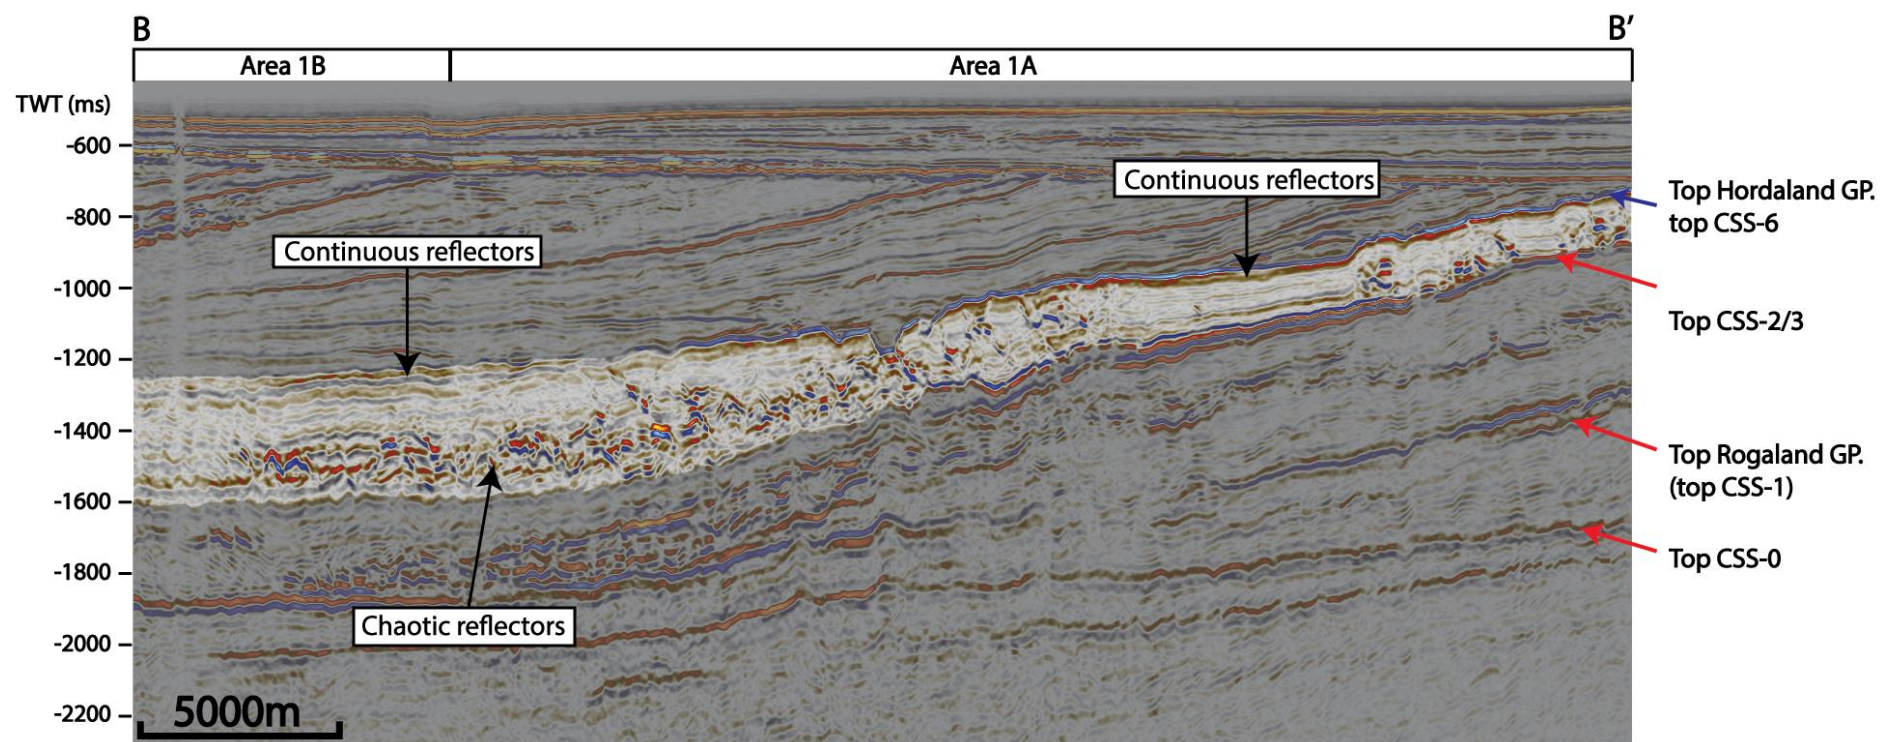 B
B’
Area 1B
Area 1A
TWT (ms)
-600
-800
-1000
-1200
-1400
-1600
-1800
-2000
-2200
Continuous reflectors
Continuous reflectors
Chaotic reflectors
Top Hordaland GP.
top CSS-6
Top CSS-2/3
Top Rogaland GP.
(top CSS-1)
Top CSS-0
5000m